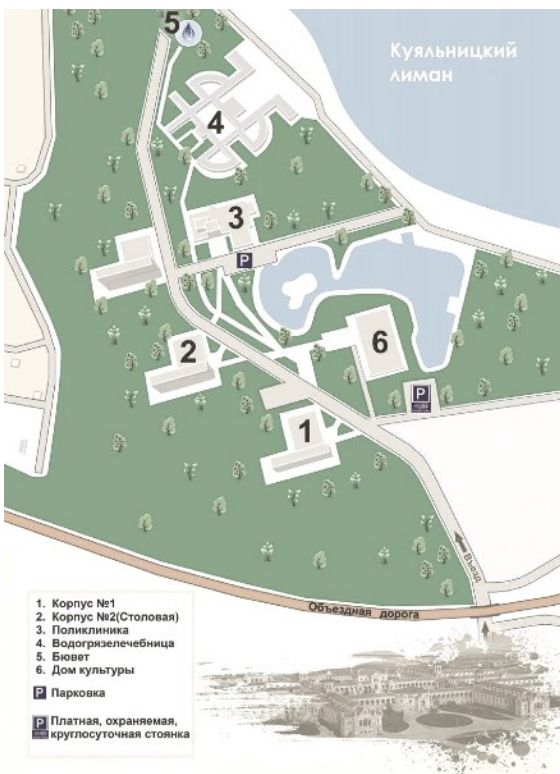 5
Куяльницкий
лиман
4
3
P
2
6
P
1
Въезд
Объездная дорога
1. Корпус №1
2. Корпус №2(Столовая)
3. Поликлиника
4. Водогрязелечебница
5. Бювет
6. Дом культуры
P Парковка
P Платная, охраняемая,
круглосуточная стоянка